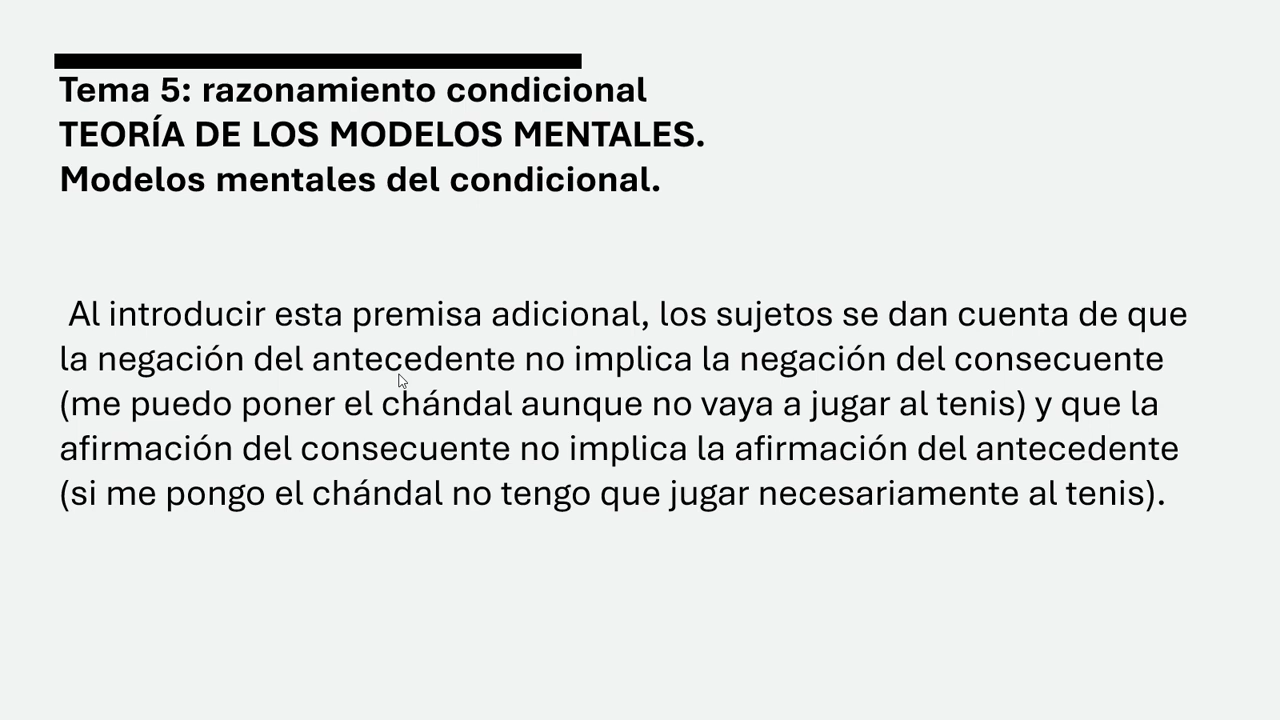 Tema 5: razonamiento condicional
TEORÍA DE LOS MODELOS MENTALES.
Modelos mentales del condicional.
Al introducir esta premisa adicional, los sujetos se dan cuenta de que
la negación del antecedente no implica la negación del consecuente
(me puedo poner el chándal aunque no vaya a jugar al tenis) y que la
afirmación del consecuente no implica la afirmación del antecedente
(si me pongo el chándal no tengo que jugar necesariamente al tenis).